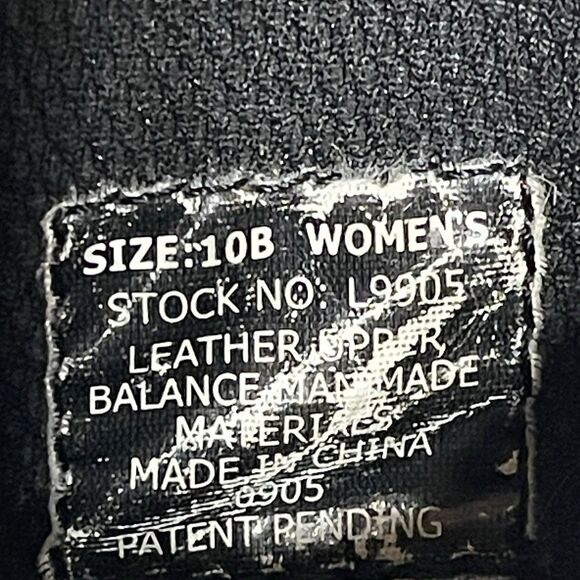 SIZE:10B WOMEN'S
STOCK NO: L9905
LEATHER UPPER
BALANCE MAN MADE
MATERIALS
MADE IN CHINA
0905
PATENT PENDING